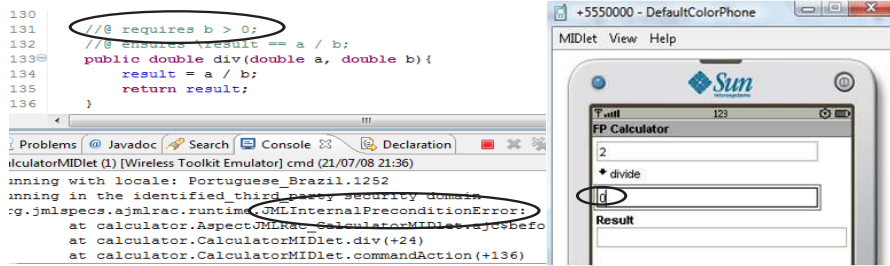 130
131 //@ requires b > 0;
132 //@ ensures \result == a / b;
133 public double div(double a, double b){
134 result = a / b;
135 return result;
136 }
Problems @ Javadoc Search Console Declaration
alculatorMIDlet (1) [Wireless Toolkit Emulator] cmd (21/07/08 21:36)
unning with locale: Portuguese_Brazil.1252
unning in the identified_third_party security domain
rg.jmlspecs.ajmlrac.runtime.JMLInternalPreconditionError:
at calculator.AspectJMLRac_CalculatorMIDlet.ajc$befo
at calculator.CalculatorMIDlet.div(+24)
at calculator.CalculatorMIDlet.commandAction(+136)
+5550000 - DefaultColorPhone
MIDlet View Help
Sun
microsystems
123
FP Calculator
2
divide
0
Result